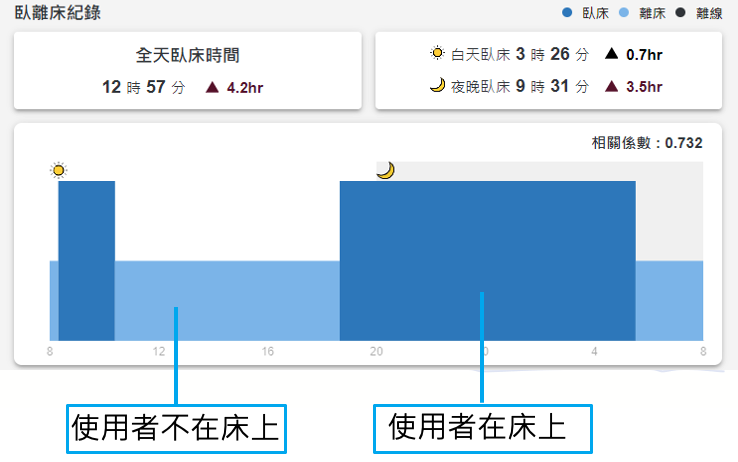 臥離床紀錄
臥床 離床 離線
全天臥床時間
12 時 57 分 ▲ 4.2hr
白天臥床 3 時 26 分 ▲ 0.7hr
夜晚臥床 9 時 31 分 ▲ 3.5hr
相關係數 : 0.732
8 12 16 20 0 4 8
使用者不在床上
使用者在床上